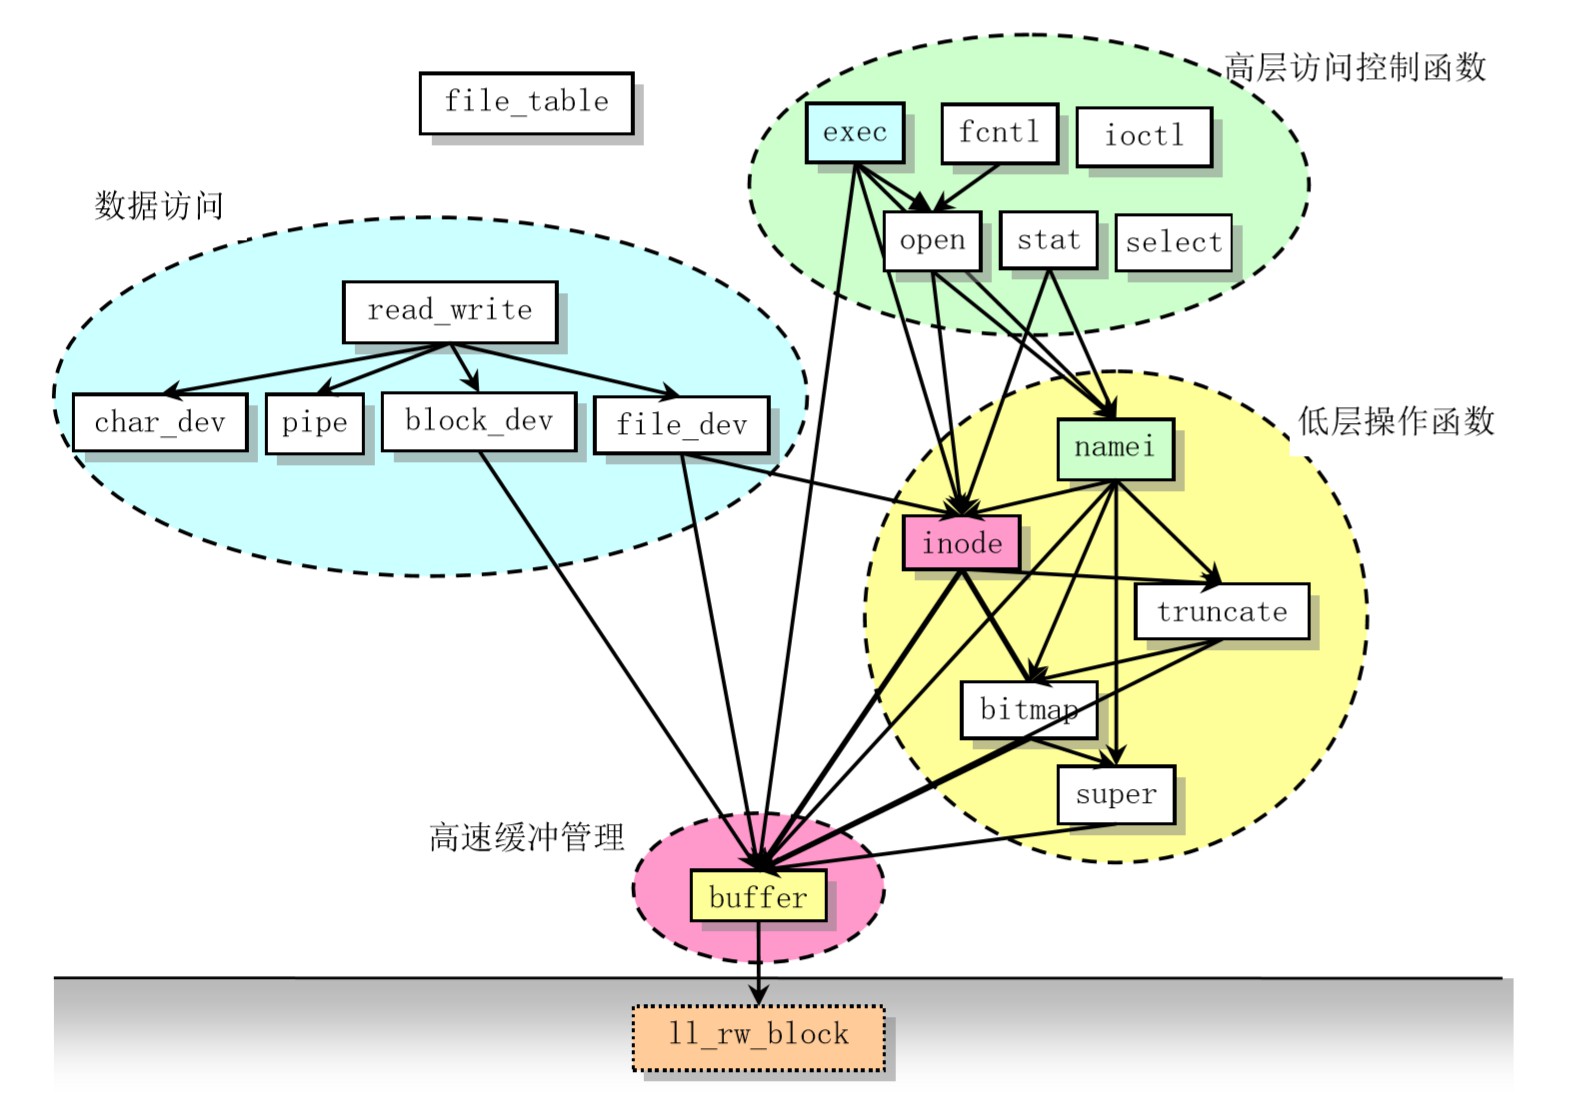 高层访问控制函数
file_table
exec
fcntl
ioctl
数据访问
open
stat
select
read_write
char_dev
pipe
block_dev
file_dev
低层操作函数
namei
inode
truncate
bitmap
super
高速缓冲管理
buffer
ll_rw_block